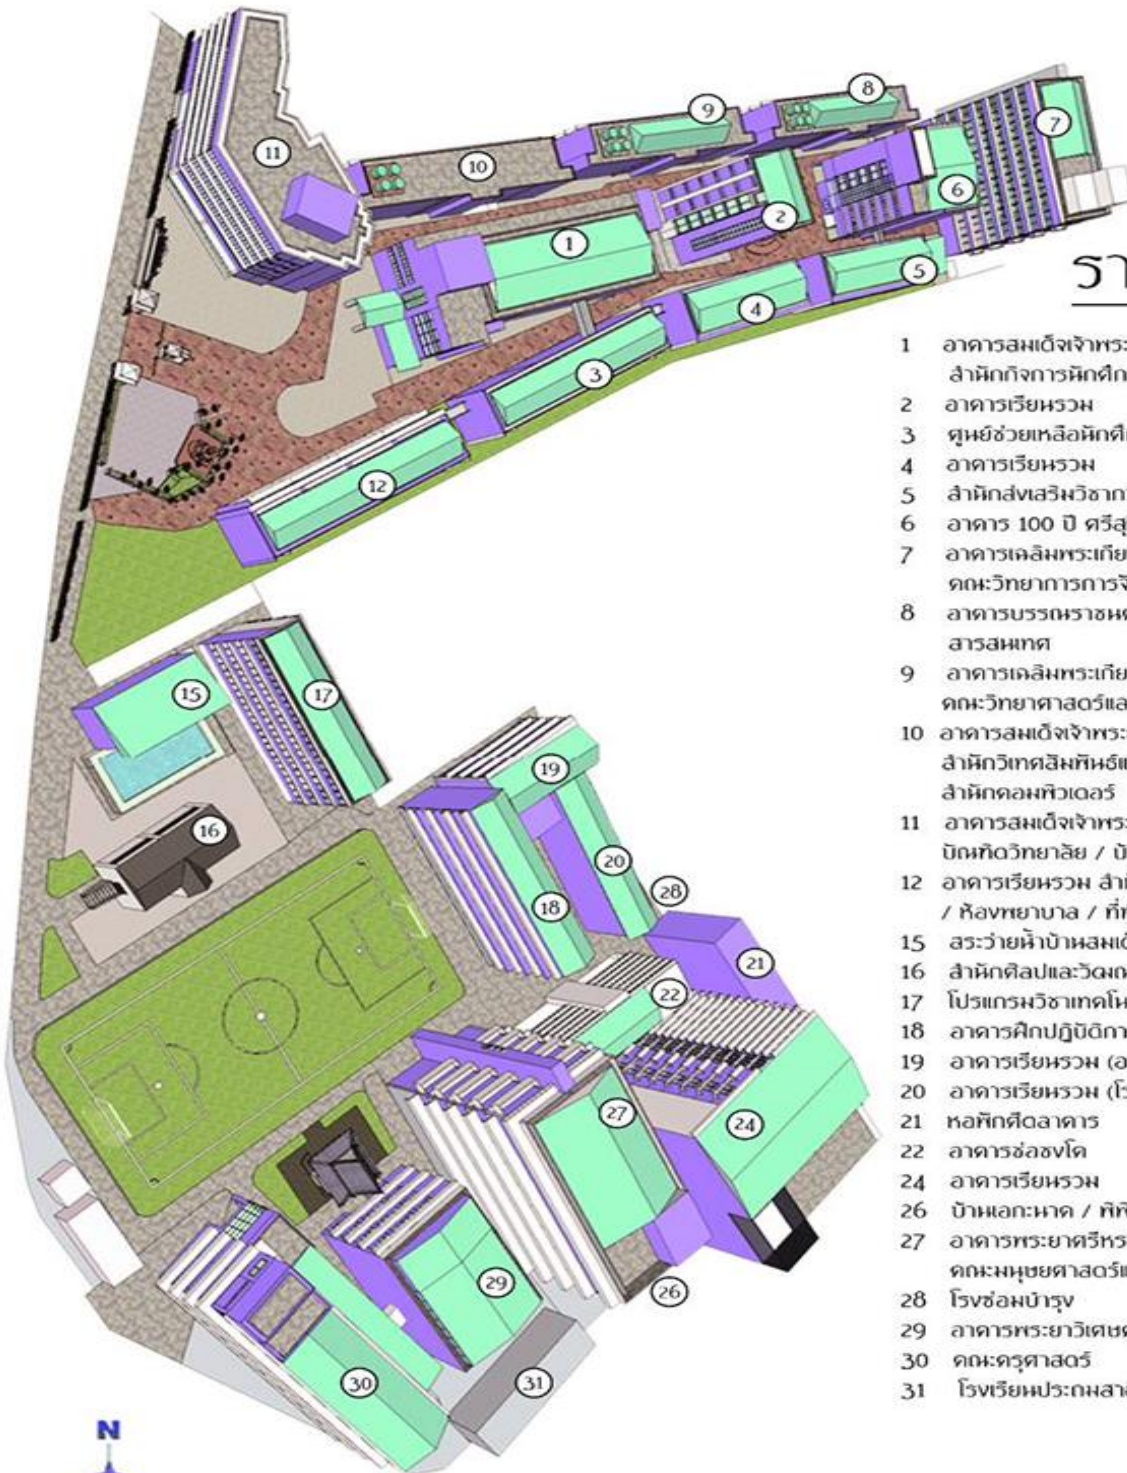 รา
1 อาคารสมเด็จเจ้าพระ
สำนักกิจการนักศึก
2 อาคารเรียนรวม
3 ศูนย์ช่วยเหลือนักศึ
4 อาคารเรียนรวม
5 สำนักส่งเสริมวิชาก
6 อาคาร 100 ปี ศรีสุ
7 อาคารเฉลิมพระเกีย
คณะวิทยาการการจ
8 อาคารบรรณราชน
สารสนเทศ
9 อาคารเฉลิมพระเกีย
คณะวิทยาศาสตร์แล
10 อาคารสมเด็จเจ้าพระ
สำนักวิเทศสัมพันธ์แ
สำนักคอมพิวเตอร์
11 อาคารสมเด็จเจ้าพระ
บัณฑิตวิทยาลัย / บั
12 อาคารเรียนรวม สำน
/ ห้องพยาบาล / ที่ท
15 สระว่ายน้ำบ้านสมเด
16 สำนักศิลปและวัฒน
17 โปรแกรมวิชาเทคโน
18 อาคารฝึกปฏิบัติกา
19 อาคารเรียนรวม (อ
20 อาคารเรียนรวม (โร
21 หอพักศิตลาคาร
22 อาคารช่อชงโค
24 อาคารเรียนรวม
26 บ้านเอกะนาค / พิพิ
27 อาคารพระยาศรีหร
คณะมนุษยศาสตร์แ
28 โรงซ่อมบำรุง
29 อาคารพระยาวิเศษ
30 คณะครุศาสตร์
31 โรงเรียนประถมสา
11
10
9
8
7
6
2
1
5
4
3
12
15
17
16
19
20
18
28
21
22
27
24
29
26
30
31
N